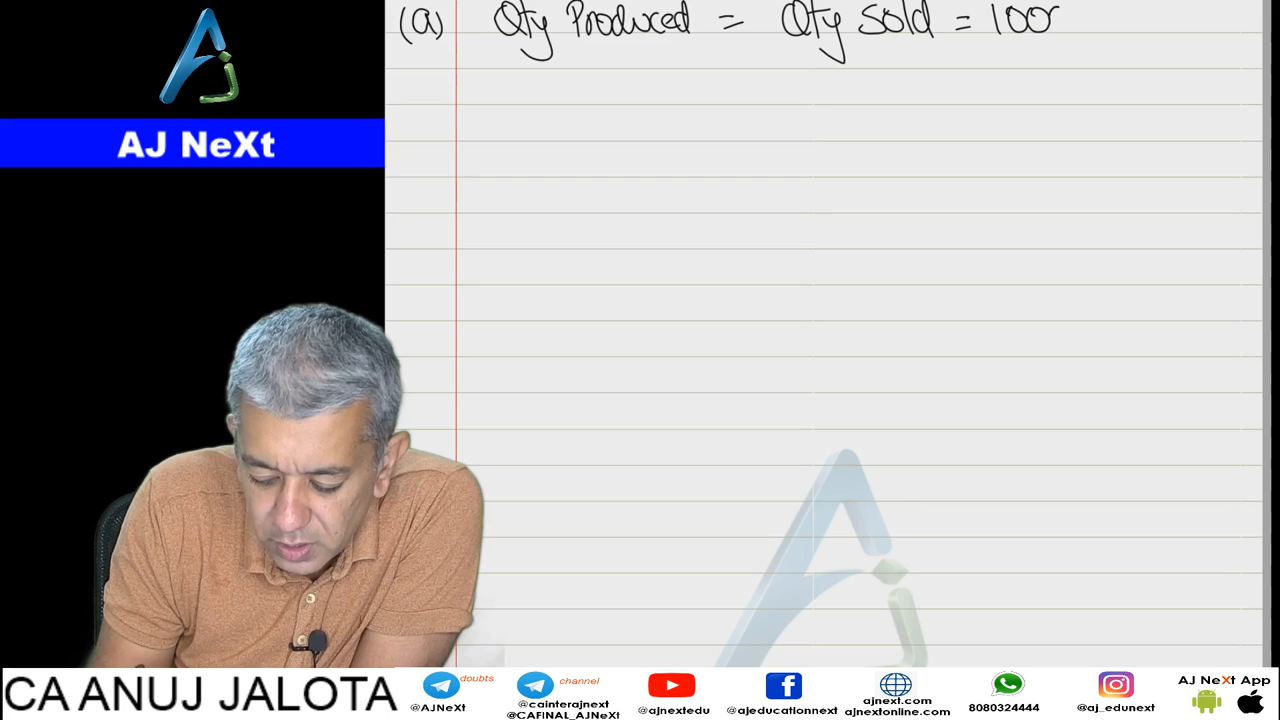 (a) Qty Produced = Qty Sold = 100
AJ NeXt
CA ANUJ JALOTA
doubts
@AJNeXt
channel
@cainterajnext
@CAFINAL_AJNeXt
@ajnextedu
@ajeducationnext
ajnext.com
ajnextonline.com
8080324444
@aj_edunext
AJ NeXt App